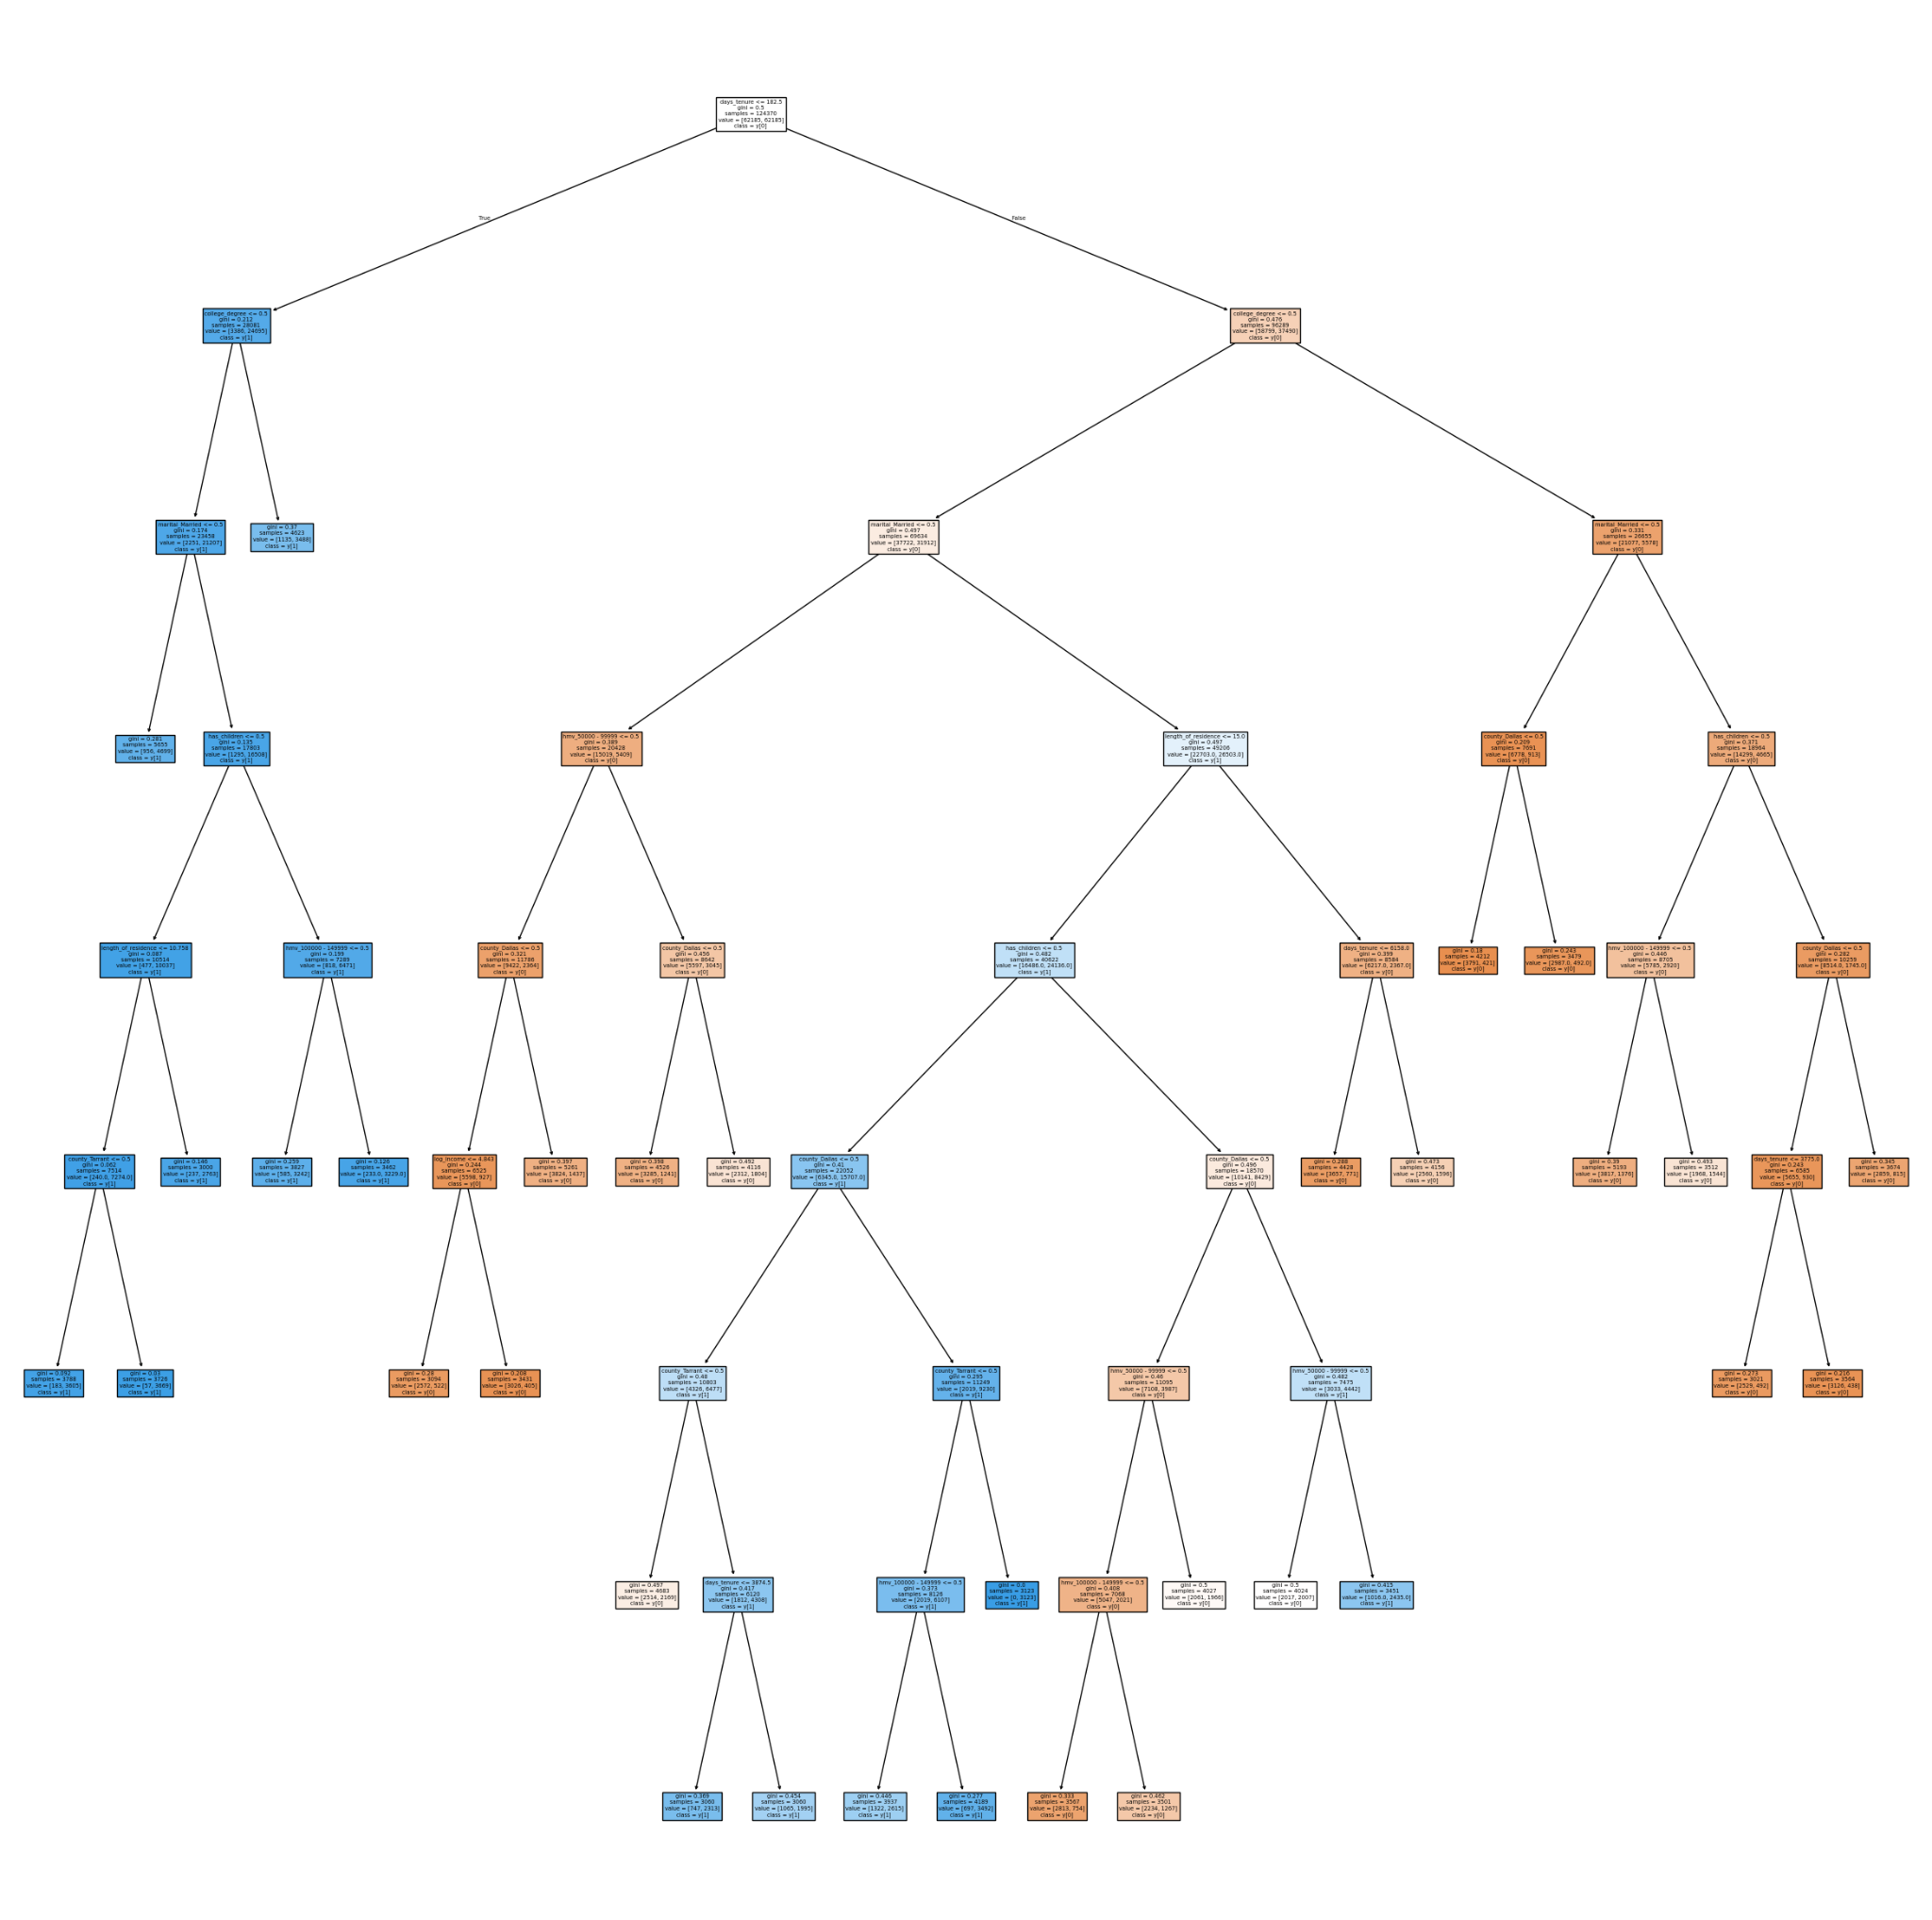 days_tenure <= 182.5
gini = 0.5
samples = 124370
value = [62185, 62185]
class = y[0]
True
False
college_degree <= 0.5
gini = 0.212
samples = 28081
value = [3386, 24695]
class = y[1]
college_degree <= 0.5
gini = 0.476
samples = 96289
value = [58799, 37490]
class = y[0]
marital_Married <= 0.5
gini = 0.174
samples = 23458
value = [2251, 21207]
class = y[1]
gini = 0.37
samples = 4623
value = [1135, 3488]
class = y[1]
marital_Married <= 0.5
gini = 0.497
samples = 69634
value = [37722, 31912]
class = y[0]
marital_Married <= 0.5
gini = 0.331
samples = 26655
value = [21077, 5578]
class = y[0]
gini = 0.281
samples = 5655
value = [956, 4699]
class = y[1]
has_children <= 0.5
gini = 0.135
samples = 17803
value = [1295, 16508]
class = y[1]
hmv_50000 - 99999 <= 0.5
gini = 0.389
samples = 20428
value = [15019, 5409]
class = y[0]
length_of_residence <= 15.0
gini = 0.497
samples = 49206
value = [22703.0, 26503.0]
class = y[1]
county_Dallas <= 0.5
gini = 0.209
samples = 7691
value = [6778, 913]
class = y[0]
has_children <= 0.5
gini = 0.371
samples = 18964
value = [14299, 4665]
class = y[0]
length_of_residence <= 10.758
gini = 0.087
samples = 10514
value = [477, 10037]
class = y[1]
hmv_100000 - 149999 <= 0.5
gini = 0.199
samples = 7289
value = [818, 6471]
class = y[1]
county_Dallas <= 0.5
gini = 0.321
samples = 11786
value = [9422, 2364]
class = y[0]
county_Dallas <= 0.5
gini = 0.456
samples = 8642
value = [5597, 3045]
class = y[0]
has_children <= 0.5
gini = 0.482
samples = 40622
value = [16486.0, 24136.0]
class = y[1]
days_tenure <= 6158.0
gini = 0.399
samples = 8584
value = [6217.0, 2367.0]
class = y[0]
gini = 0.18
samples = 4212
value = [3791, 421]
class = y[0]
gini = 0.243
samples = 3479
value = [2987.0, 492.0]
class = y[0]
hmv_100000 - 149999 <= 0.5
gini = 0.446
samples = 8705
value = [5785, 2920]
class = y[0]
county_Dallas <= 0.5
gini = 0.282
samples = 10259
value = [8514.0, 1745.0]
class = y[0]
county_Tarrant <= 0.5
gini = 0.062
samples = 7514
value = [240.0, 7274.0]
class = y[1]
gini = 0.146
samples = 3000
value = [237, 2763]
class = y[1]
gini = 0.259
samples = 3827
value = [585, 3242]
class = y[1]
gini = 0.126
samples = 3462
value = [233.0, 3229.0]
class = y[1]
log_income <= 4.843
gini = 0.244
samples = 6525
value = [5598, 927]
class = y[0]
gini = 0.397
samples = 5261
value = [3824, 1437]
class = y[0]
gini = 0.398
samples = 4526
value = [3285, 1241]
class = y[0]
gini = 0.492
samples = 4116
value = [2312, 1804]
class = y[0]
county_Dallas <= 0.5
gini = 0.41
samples = 22052
value = [6345.0, 15707.0]
class = y[1]
county_Dallas <= 0.5
gini = 0.496
samples = 18570
value = [10141, 8429]
class = y[0]
gini = 0.288
samples = 4428
value = [3657, 771]
class = y[0]
gini = 0.473
samples = 4156
value = [2560, 1596]
class = y[0]
gini = 0.39
samples = 5193
value = [3817, 1376]
class = y[0]
gini = 0.493
samples = 3512
value = [1968, 1544]
class = y[0]
days_tenure <= 3775.0
gini = 0.243
samples = 6585
value = [5655, 930]
class = y[0]
gini = 0.345
samples = 3674
value = [2859, 815]
class = y[0]
gini = 0.092
samples = 3788
value = [183, 3605]
class = y[1]
gini = 0.03
samples = 3726
value = [57, 3669]
class = y[1]
gini = 0.28
samples = 3094
value = [2572, 522]
class = y[0]
gini = 0.208
samples = 3431
value = [3026, 405]
class = y[0]
county_Tarrant <= 0.5
gini = 0.48
samples = 10803
value = [4326, 6477]
class = y[1]
county_Tarrant <= 0.5
gini = 0.295
samples = 11249
value = [2019, 9230]
class = y[1]
hmv_50000 - 99999 <= 0.5
gini = 0.46
samples = 11095
value = [7108, 3987]
class = y[0]
hmv_50000 - 99999 <= 0.5
gini = 0.482
samples = 7475
value = [3033, 4442]
class = y[1]
gini = 0.273
samples = 3021
value = [2529, 492]
class = y[0]
gini = 0.216
samples = 3564
value = [3126, 438]
class = y[0]
gini = 0.497
samples = 4683
value = [2514, 2169]
class = y[0]
days_tenure <= 3874.5
gini = 0.417
samples = 6120
value = [1812, 4308]
class = y[1]
hmv_100000 - 149999 <= 0.5
gini = 0.373
samples = 8126
value = [2019, 6107]
class = y[1]
gini = 0.0
samples = 3123
value = [0, 3123]
class = y[1]
hmv_100000 - 149999 <= 0.5
gini = 0.408
samples = 7068
value = [5047, 2021]
class = y[0]
gini = 0.5
samples = 4027
value = [2061, 1966]
class = y[0]
gini = 0.5
samples = 4024
value = [2017, 2007]
class = y[0]
gini = 0.415
samples = 3451
value = [1016.0, 2435.0]
class = y[1]
gini = 0.369
samples = 3060
value = [747, 2313]
class = y[1]
gini = 0.454
samples = 3060
value = [1065, 1995]
class = y[1]
gini = 0.446
samples = 3937
value = [1322, 2615]
class = y[1]
gini = 0.277
samples = 4189
value = [697, 3492]
class = y[1]
gini = 0.333
samples = 3567
value = [2813, 754]
class = y[0]
gini = 0.462
samples = 3501
value = [2234, 1267]
class = y[0]